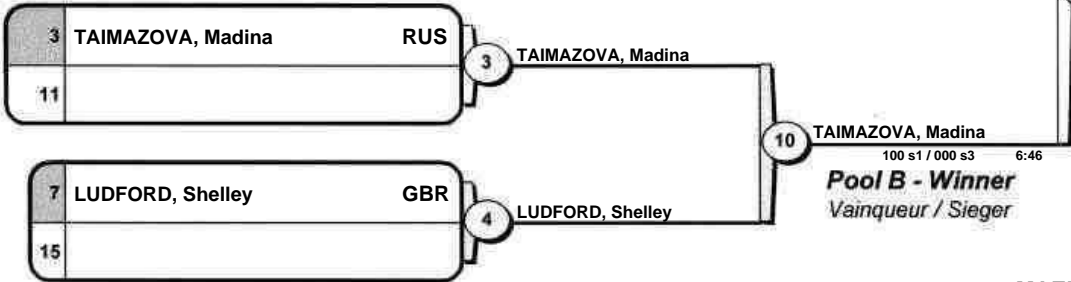 3 TAIMAZOVA, Madina RUS
11
3
TAIMAZOVA, Madina
10
TAIMAZOVA, Madina
100 s1 / 000 s3 6:46
Pool B - Winner
Vainqueur / Sieger
7 LUDFORD, Shelley GBR
15
4
LUDFORD, Shelley